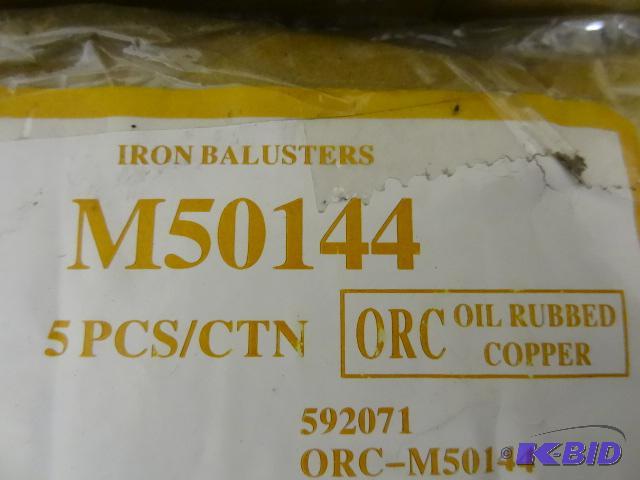 IRON BALUSTERS
M50144
5 PCS/CTN
ORC OIL RUBBED
COPPER
592071
ORC-M50144
© K-BID